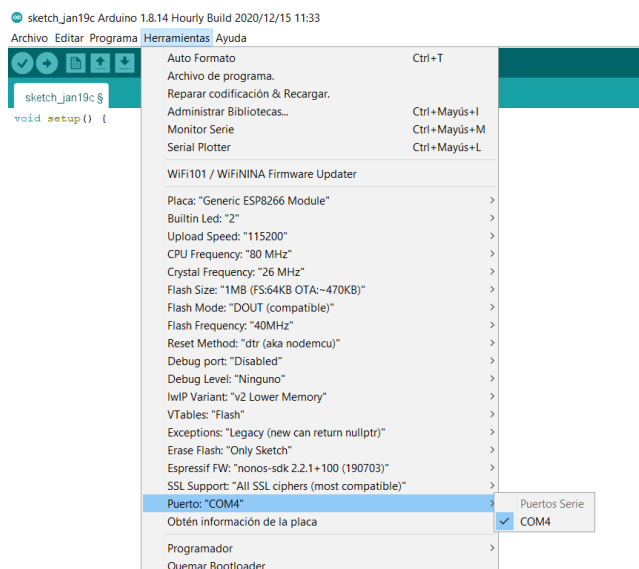 sketch_jan19c Arduino 1.8.14 Hourly Build 2020/12/15 11:33
Archivo Editar Programa Herramientas Ayuda
sketch_jan19c §
void setup() {
Auto Formato Ctrl+T
Archivo de programa.
Reparar codificación & Recargar.
Administrar Bibliotecas... Ctrl+Mayús+I
Monitor Serie Ctrl+Mayús+M
Serial Plotter Ctrl+Mayús+L
WiFi101 / WiFiNINA Firmware Updater
Placa: "Generic ESP8266 Module"
Builtin Led: "2"
Upload Speed: "115200"
CPU Frequency: "80 MHz"
Crystal Frequency: "26 MHz"
Flash Size: "1MB (FS:64KB OTA:~470KB)"
Flash Mode: "DOUT (compatible)"
Flash Frequency: "40MHz"
Reset Method: "dtr (aka nodemcu)"
Debug port: "Disabled"
Debug Level: "Ninguno"
lwIP Variant: "v2 Lower Memory"
VTables: "Flash"
Exceptions: "Legacy (new can return nullptr)"
Erase Flash: "Only Sketch"
Espressif FW: "nonos-sdk 2.2.1+100 (190703)"
SSL Support: "All SSL ciphers (most compatible)"
Puerto: "COM4"
Puertos Serie
COM4
Obtén información de la placa
Programador
Quemar Bootloader